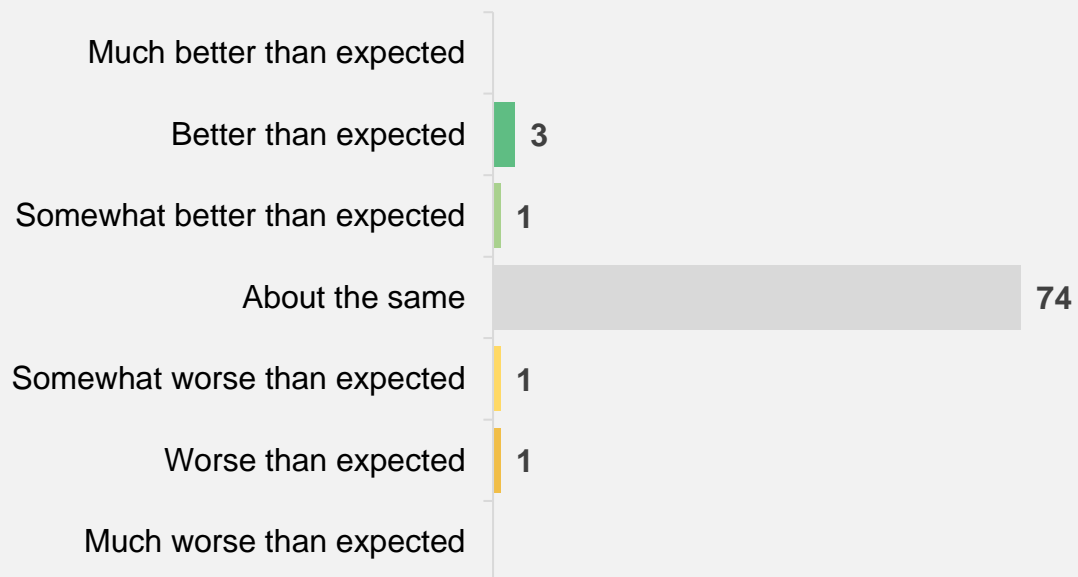 Much better than expected
Better than expected 3
Somewhat better than expected 1
About the same 74
Somewhat worse than expected 1
Worse than expected 1
Much worse than expected